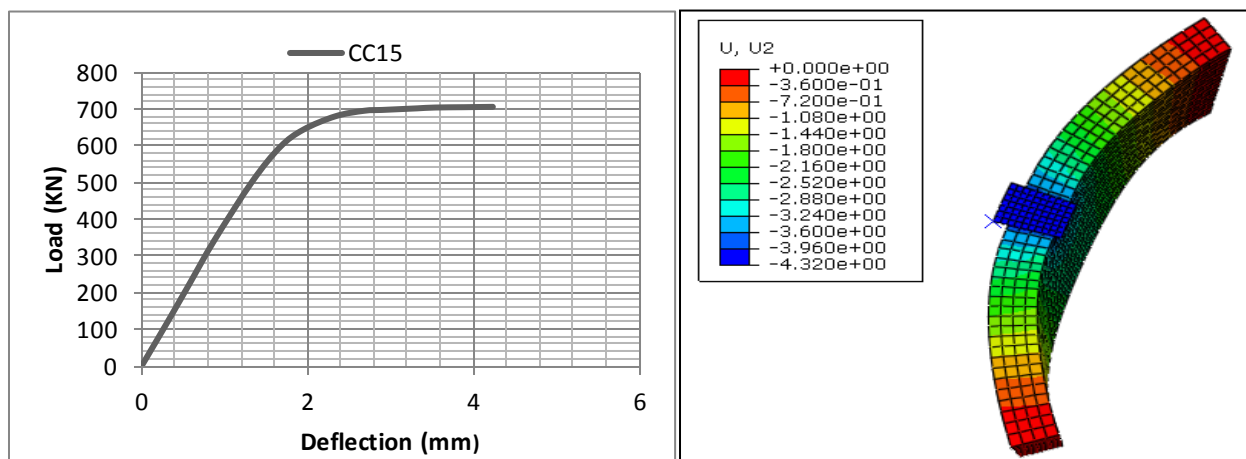 CC15
800
700
600
500
400
300
200
100
0
Load (KN)
0 2 4 6
Deflection (mm)
U, U2
+0.000e+00
-3.600e-01
-7.200e-01
-1.080e+00
-1.440e+00
-1.800e+00
-2.160e+00
-2.520e+00
-2.880e+00
-3.240e+00
-3.600e+00
-3.960e+00
-4.320e+00